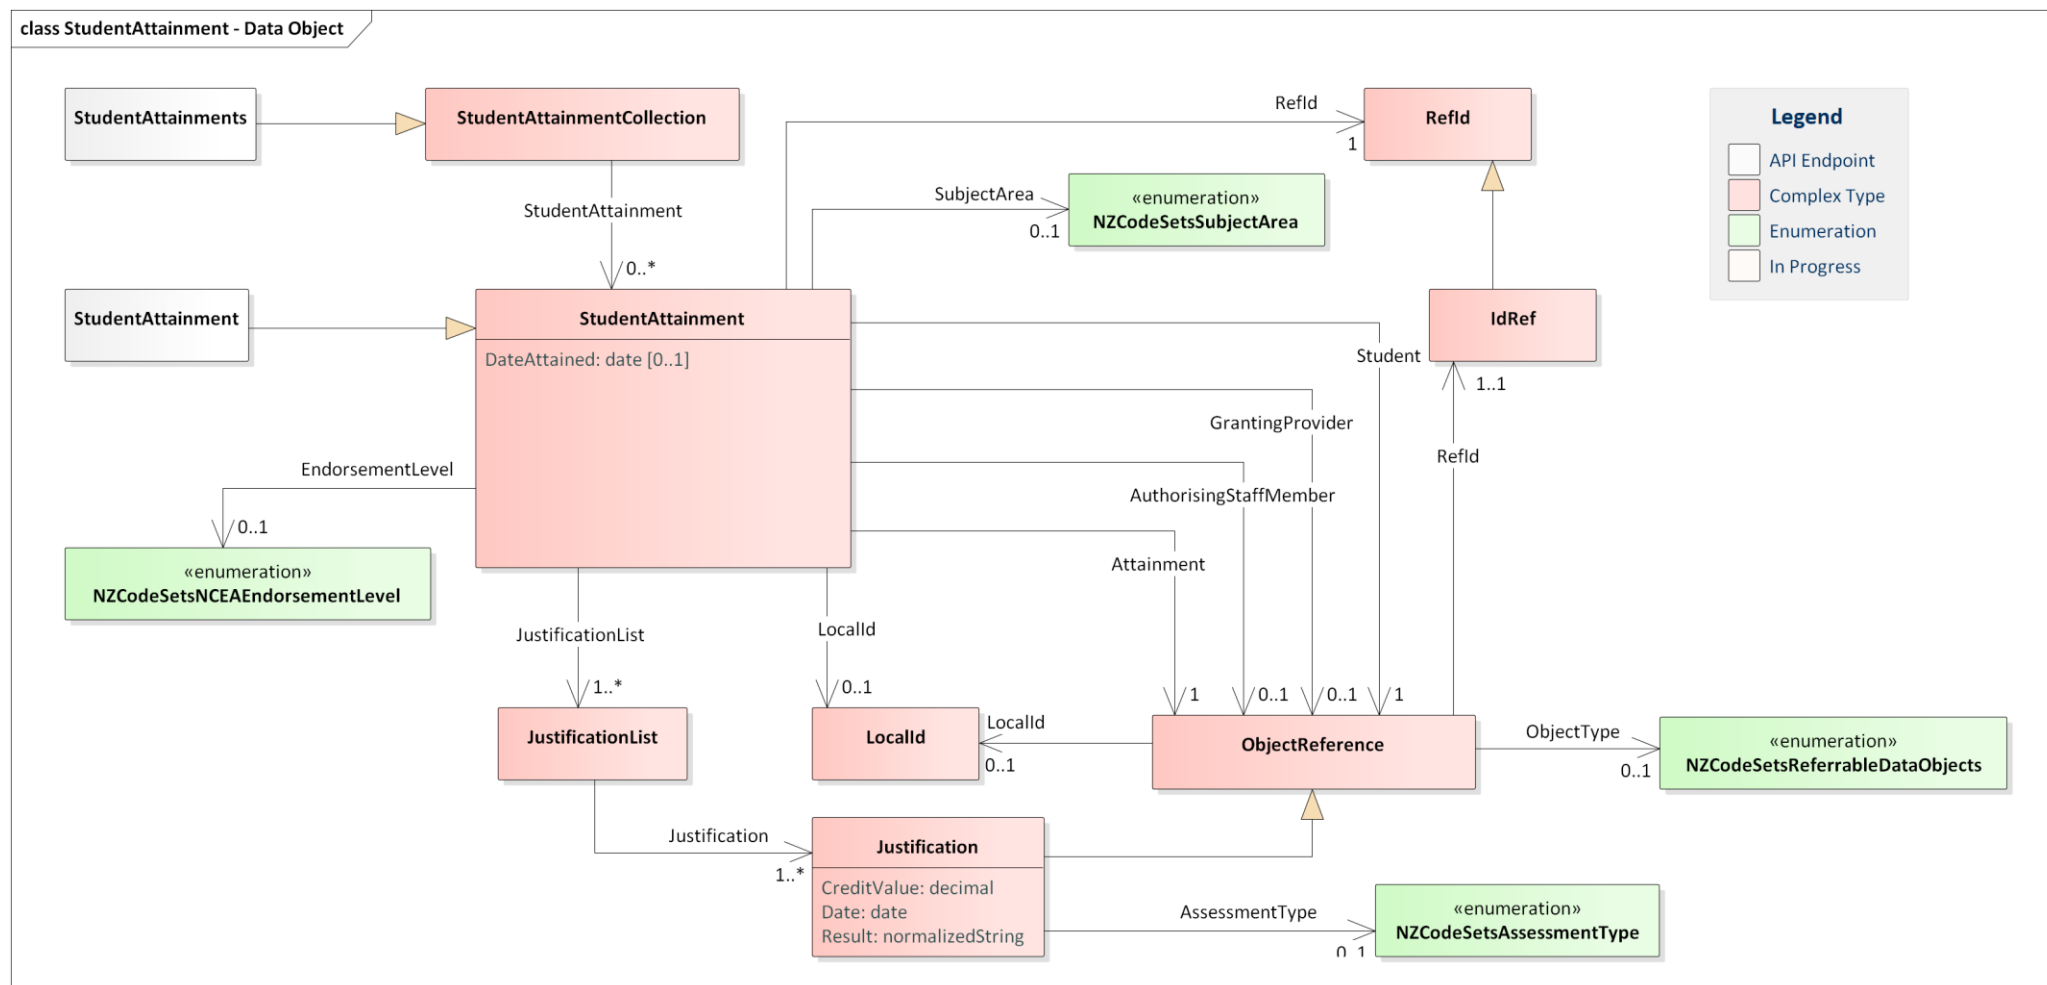 class StudentAttainment - Data Object
StudentAttainments
StudentAttainmentCollection
RefId
1
RefId
Legend
API Endpoint
Complex Type
Enumeration
In Progress
SubjectArea
0..1
«enumeration»
NZCodeSetsSubjectArea
StudentAttainment
0..*
StudentAttainment
StudentAttainment
DateAttained: date [0..1]
IdRef
1..1
Student
GrantingProvider
RefId
EndorsementLevel
0..1
AuthorisingStaffMember
«enumeration»
NZCodeSetsNCEAEndorsementLevel
Attainment
JustificationList
1..*
LocalId
0..1
1
0..1
0..1
1
JustificationList
LocalId
LocalId
0..1
ObjectReference
ObjectType
0..1
«enumeration»
NZCodeSetsReferrableDataObjects
Justification
1..*
Justification
CreditValue: decimal
Date: date
Result: normalizedString
AssessmentType
0..1
«enumeration»
NZCodeSetsAssessmentType